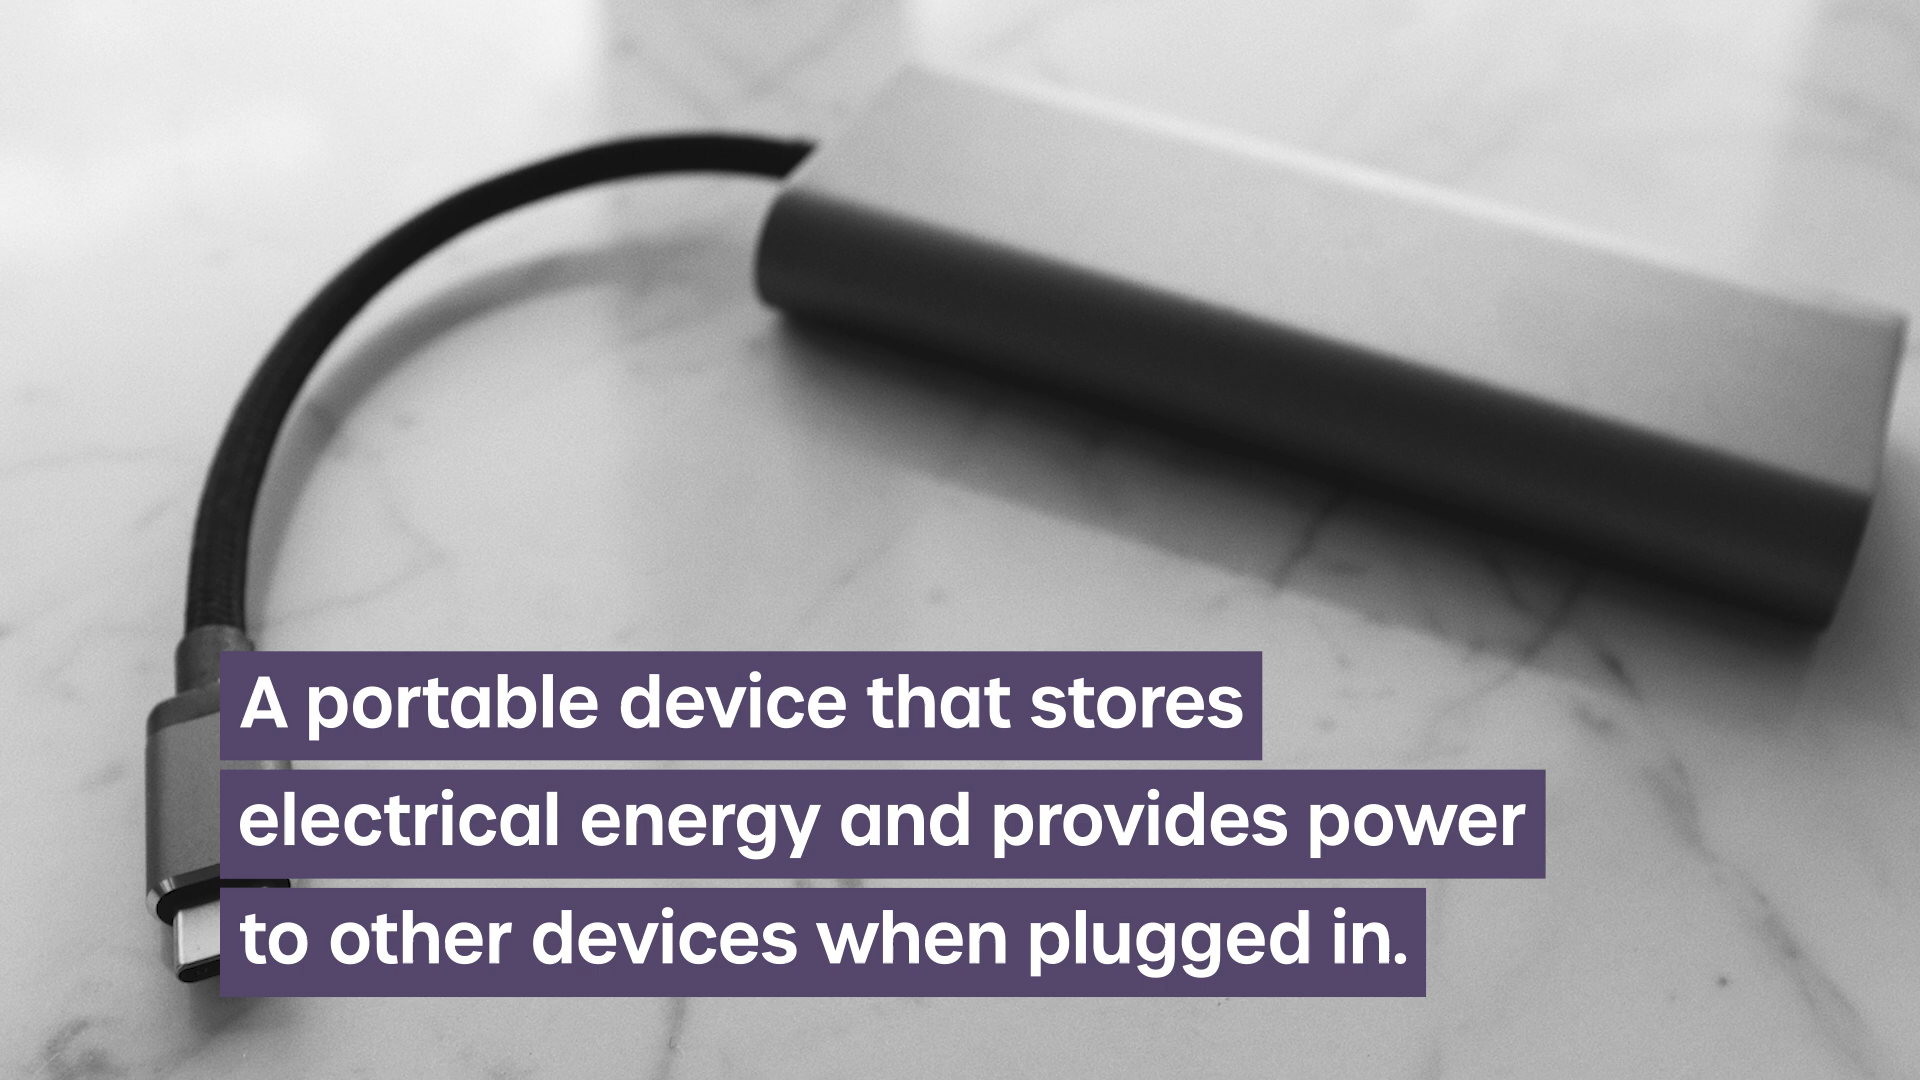 A portable device that stores
electrical energy and provides power
to other devices when plugged in.